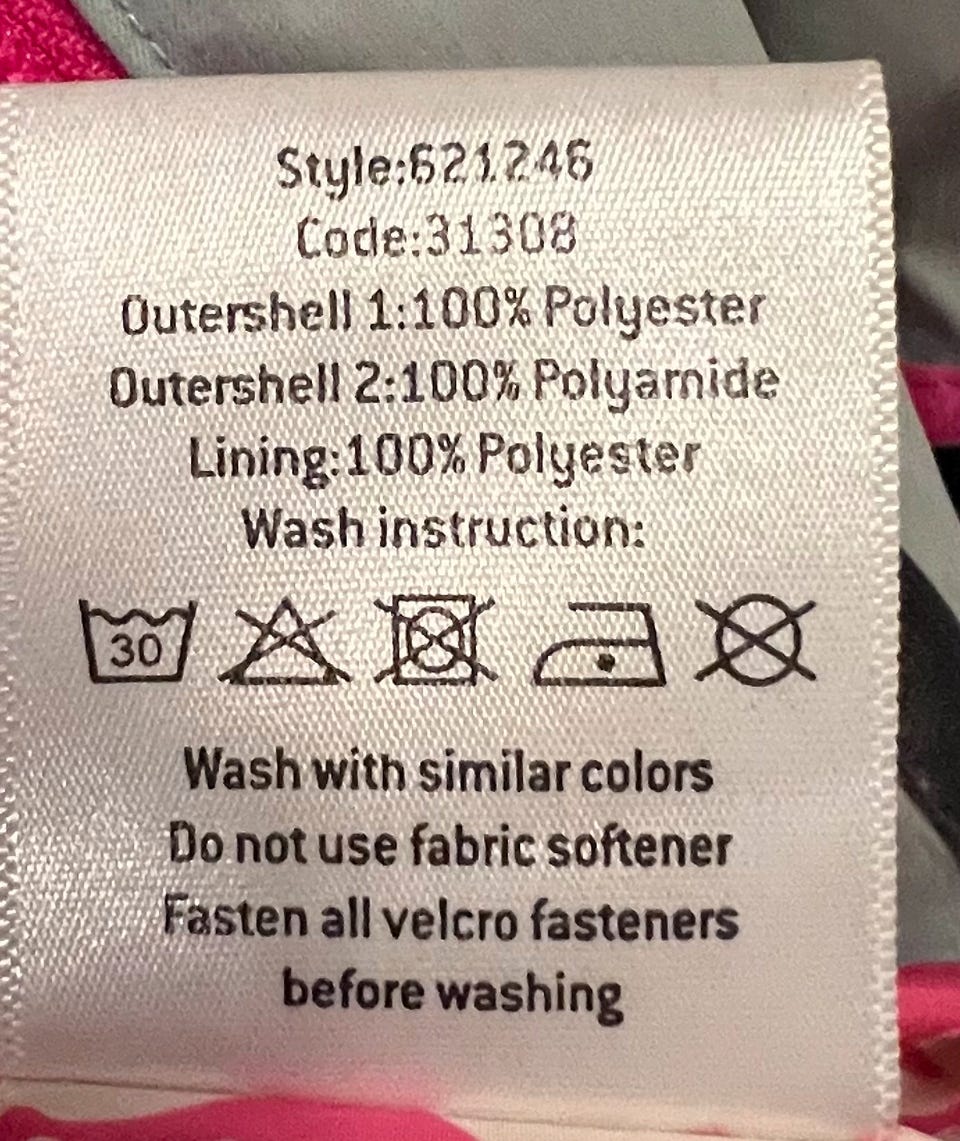 Style:621246
Code:31308
Outershell 1:100% Polyester
Outershell 2:100% Polyamide
Lining:100% Polyester
Wash instruction:
30
Wash with similar colors
Do not use fabric softener
Fasten all velcro fasteners
before washing